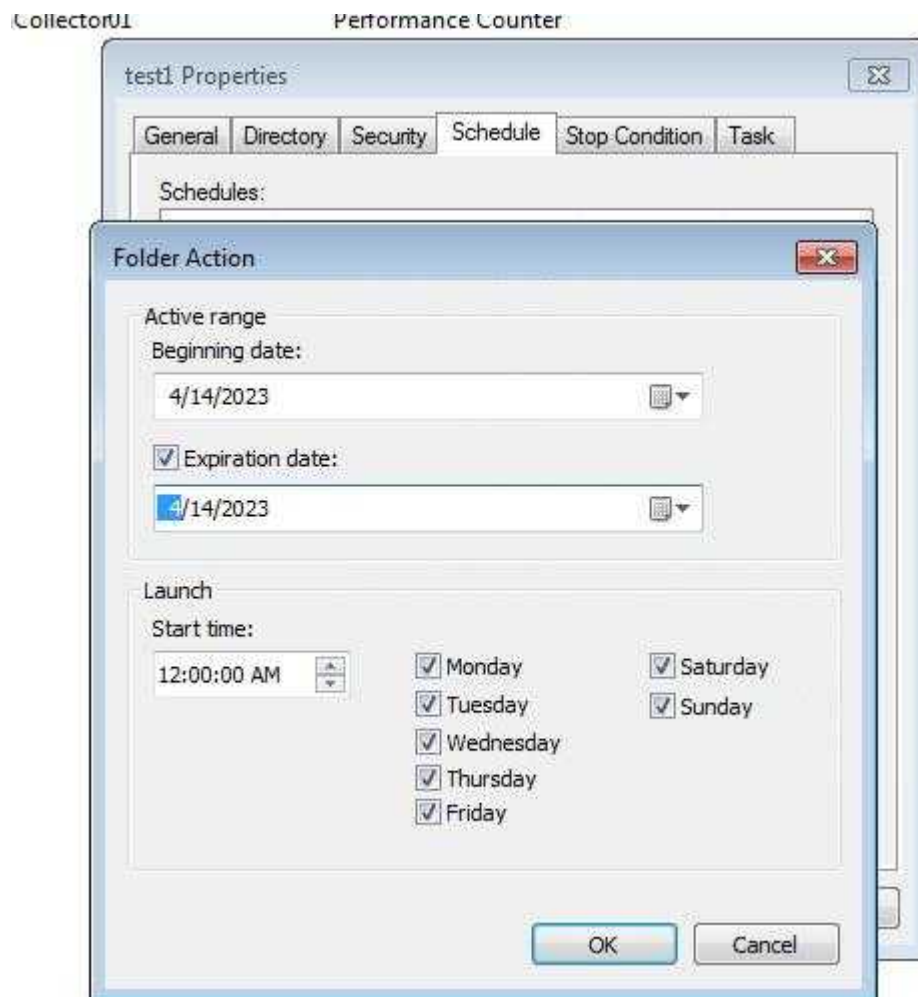 Collector01 Performance Counter
test1 Properties
General Directory Security Schedule Stop Condition Task
Schedules:
Folder Action
Active range
Beginning date:
4/14/2023
Expiration date:
4/14/2023
Launch
Start time:
12:00:00 AM
Monday Saturday
Tuesday Sunday
Wednesday
Thursday
Friday
OK Cancel